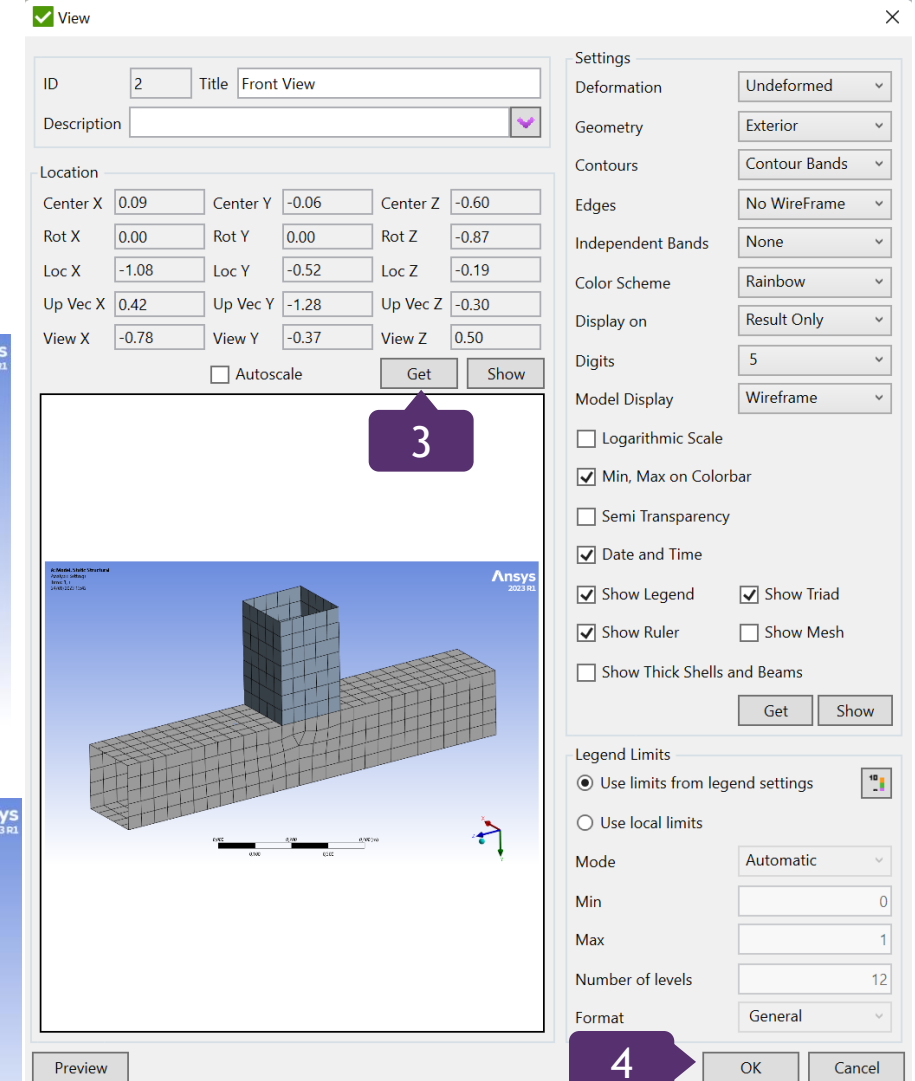 View
ID 2 Title Front View
Description
Location
Center X 0.09 Center Y -0.06 Center Z -0.60
Rot X 0.00 Rot Y 0.00 Rot Z -0.87
Loc X -1.08 Loc Y -0.52 Loc Z -0.19
Up Vec X 0.42 Up Vec Y -1.28 Up Vec Z -0.30
View X -0.78 View Y -0.37 View Z 0.50
Autoscale Get Show
3
A: Model, Static Structural
Ansys
2023 R1
Preview
Settings
Deformation Undeformed
Geometry Exterior
Contours Contour Bands
Edges No WireFrame
Independent Bands None
Color Scheme Rainbow
Display on Result Only
Digits 5
Model Display Wireframe
Logarithmic Scale
Min, Max on Colorbar
Semi Transparency
Date and Time
Show Legend Show Triad
Show Ruler Show Mesh
Show Thick Shells and Beams
Get Show
Legend Limits
Use limits from legend settings
Use local limits
Mode Automatic
Min 0
Max 1
Number of levels 12
Format General
4
OK Cancel